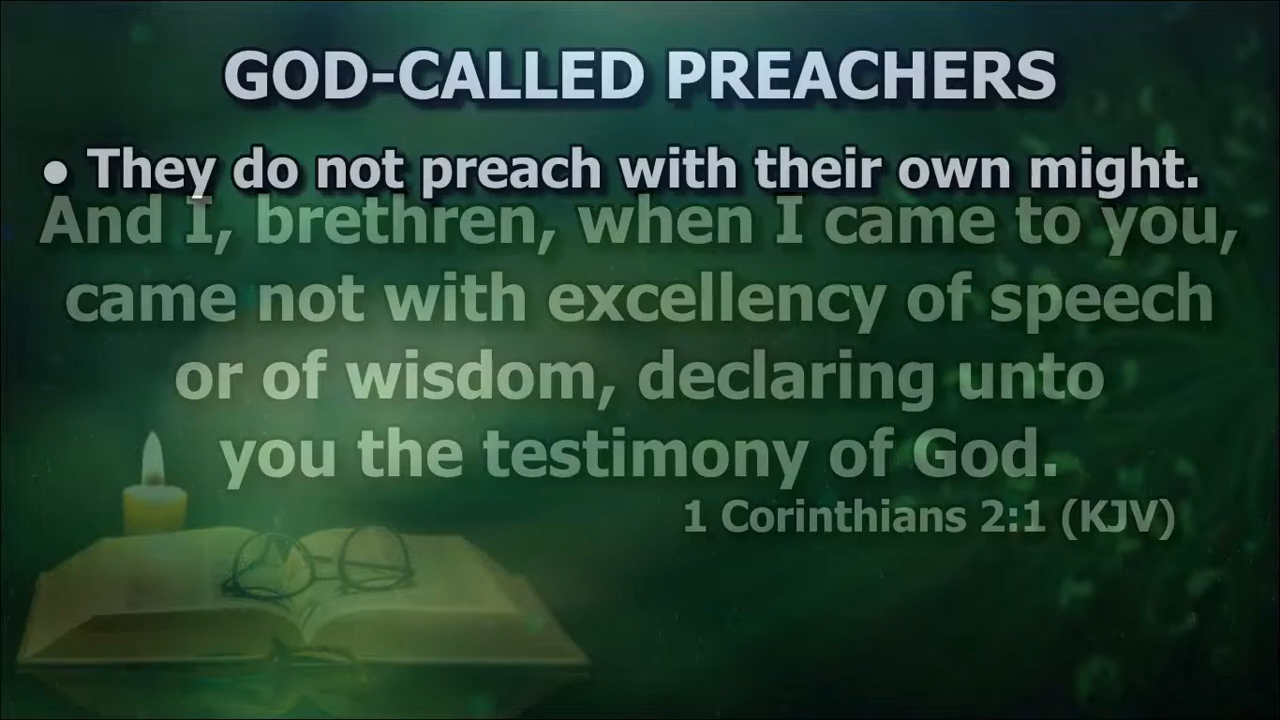 GOD-CALLED PREACHERS
● They do not preach with their own might.
And I, brethren, when I came to you,
came not with excellency of speech
or of wisdom, declaring unto
you the testimony of God.
1 Corinthians 2:1 (KJV)